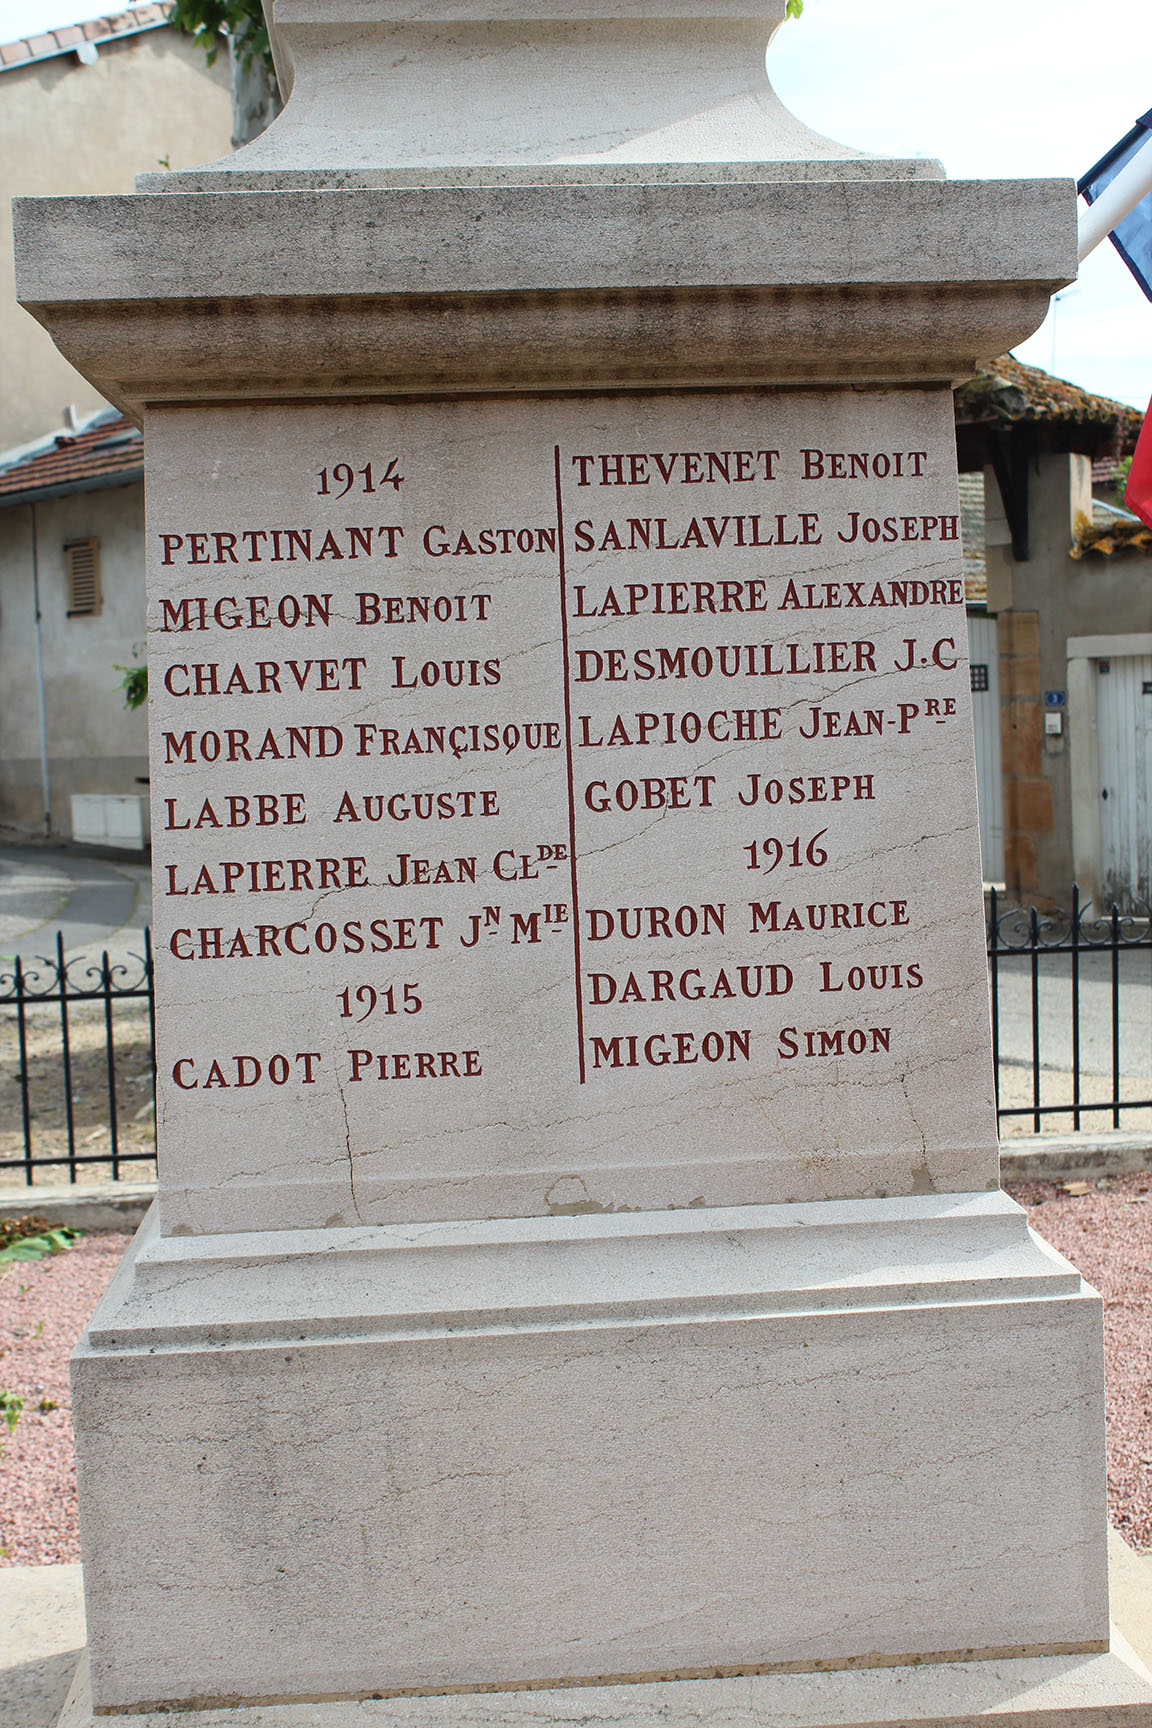 1914
PERTINANT GASTON
MIGEON BENOIT
CHARVET LOUIS
MORAND FRANÇISQUE
LABBE AUGUSTE
LAPIERRE JEAN CLDE
CHARCOSSET JN MIE
1915
CADOT PIERRE
THEVENET BENOIT
SANLAVILLE JOSEPH
LAPIERRE ALEXANDRE
DESMOUILLIER J.C
LAPIOCHE JEAN-PRE
GOBET JOSEPH
1916
DURON MAURICE
DARGAUD LOUIS
MIGEON SIMON